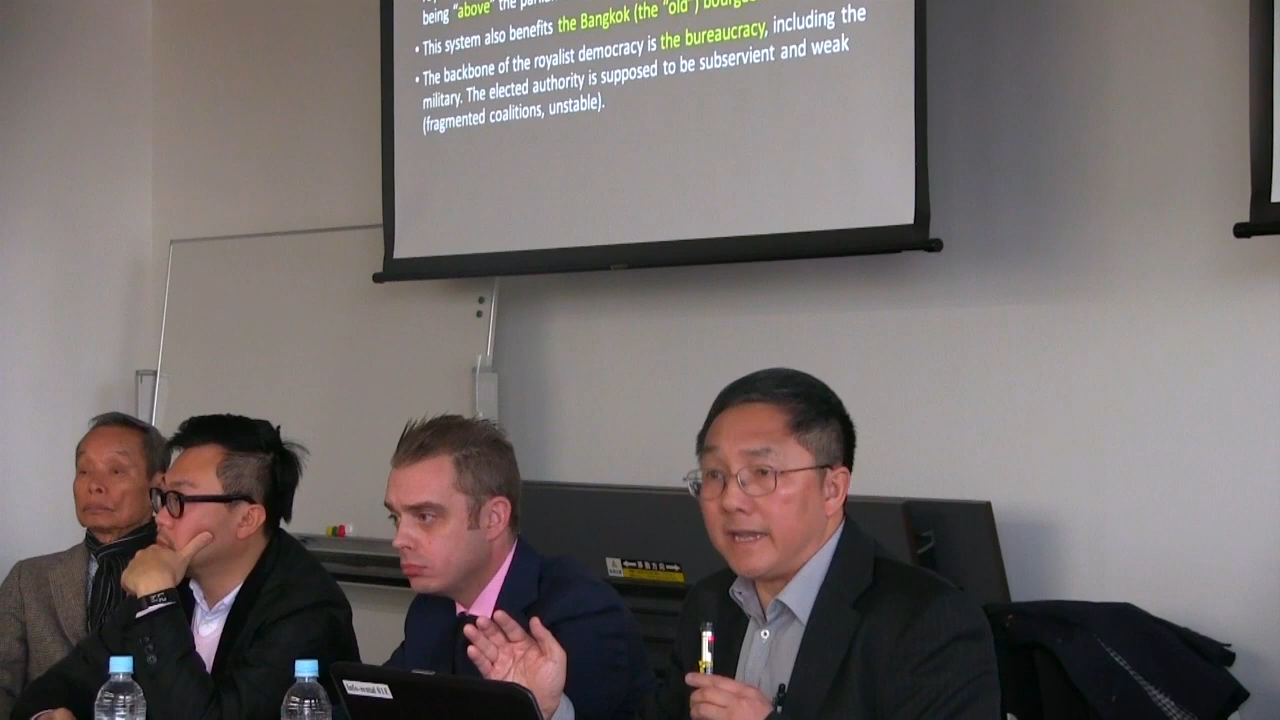 being “above” the
• This system also benefits the Bangkok (the “old”)
• The backbone of the royalist democracy is the bureaucracy, including the
military. The elected authority is supposed to be subservient and weak
(fragmented coalitions, unstable).